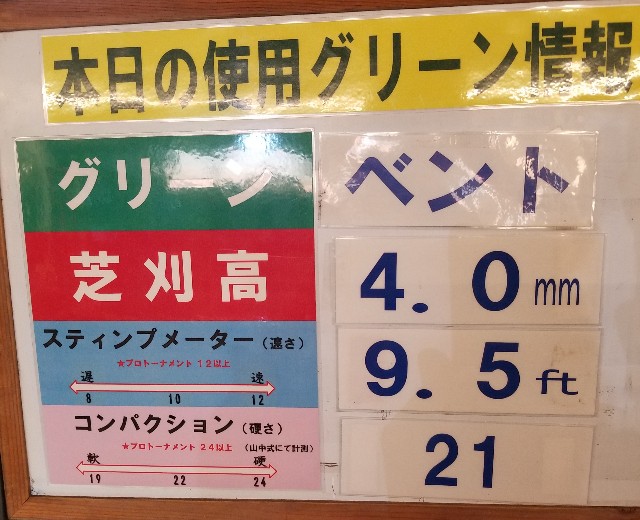 本日の使用グリーン情報
グリーン
ベント
芝刈高
4.0mm
スティンプメーター(速さ)
★プロトーナメント 12以上
遅 速
8 10 12
9.5ft
コンパクション(硬さ)
★プロトーナメント 24以上 (山中式にて計測)
軟 硬
19 22 24
21